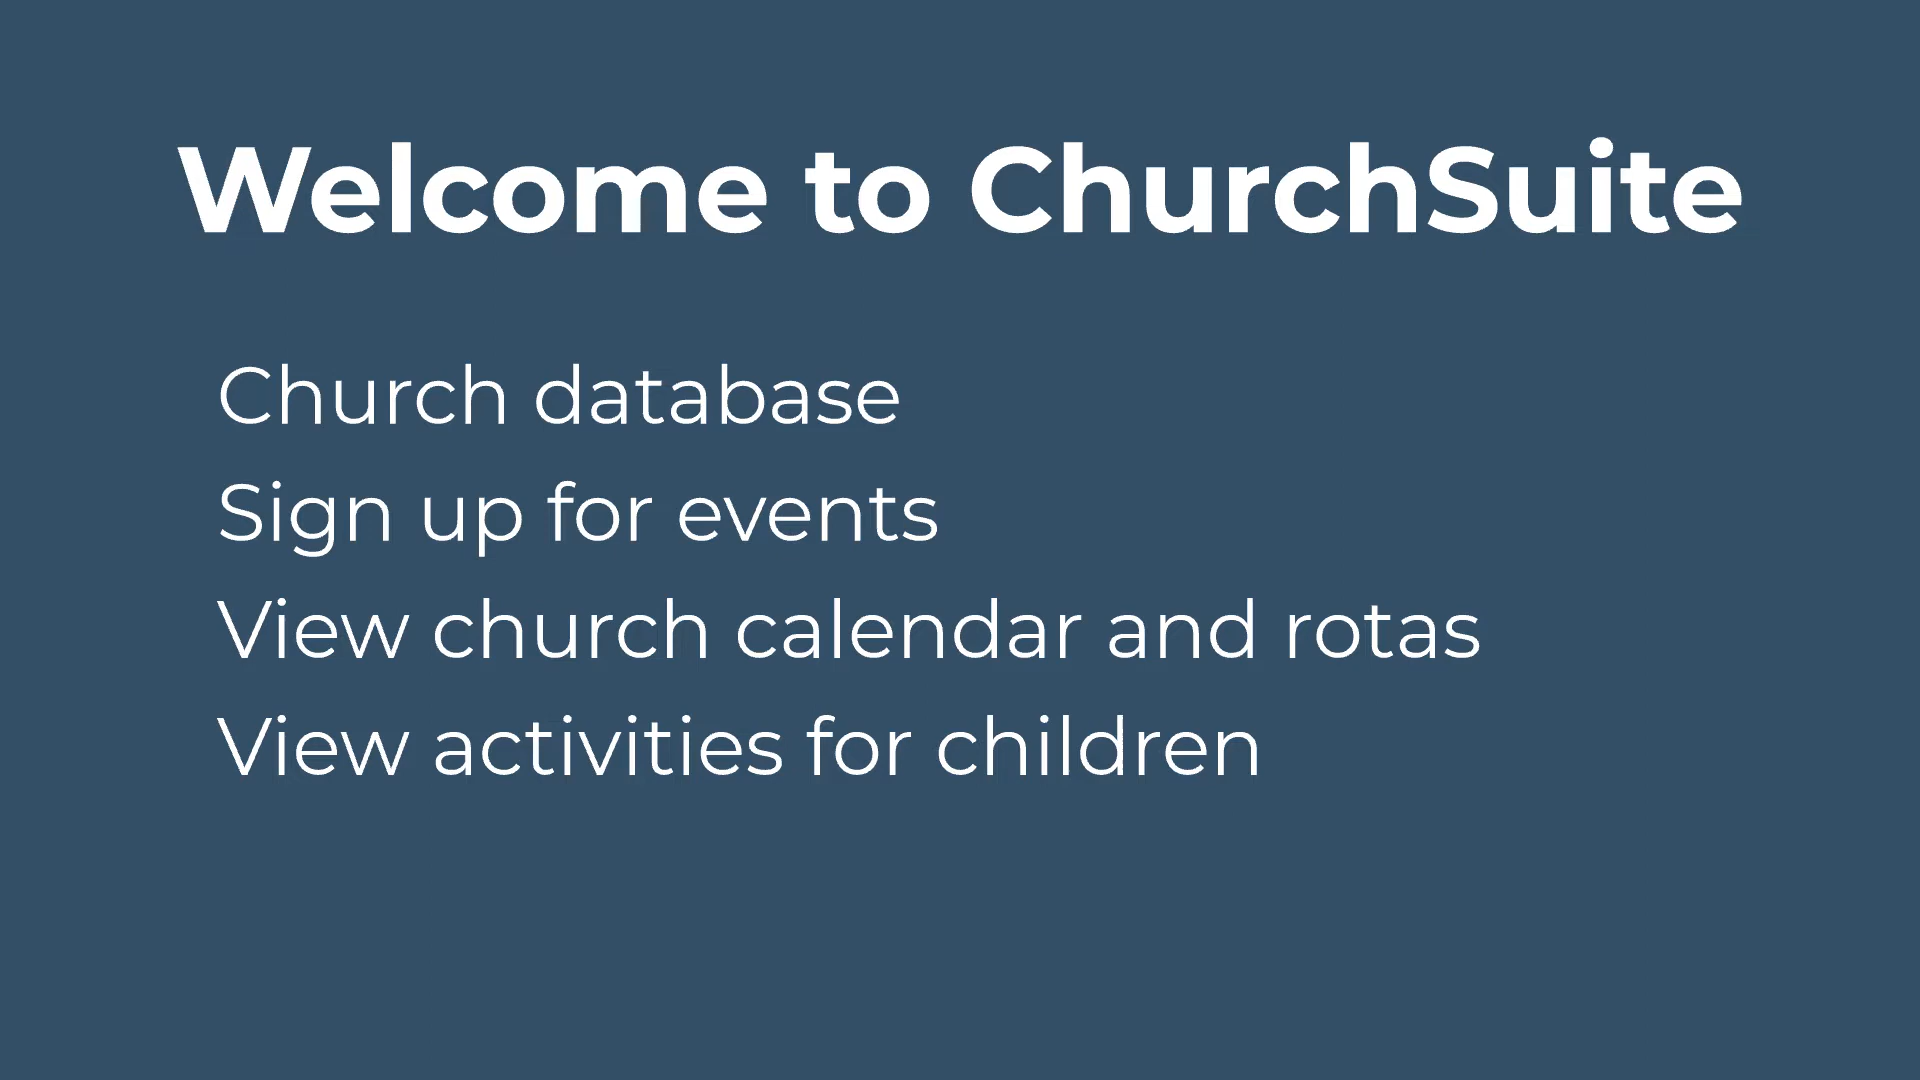 Welcome to ChurchSuite
Church database
Sign up for events
View church calendar and rotas
View activities for children